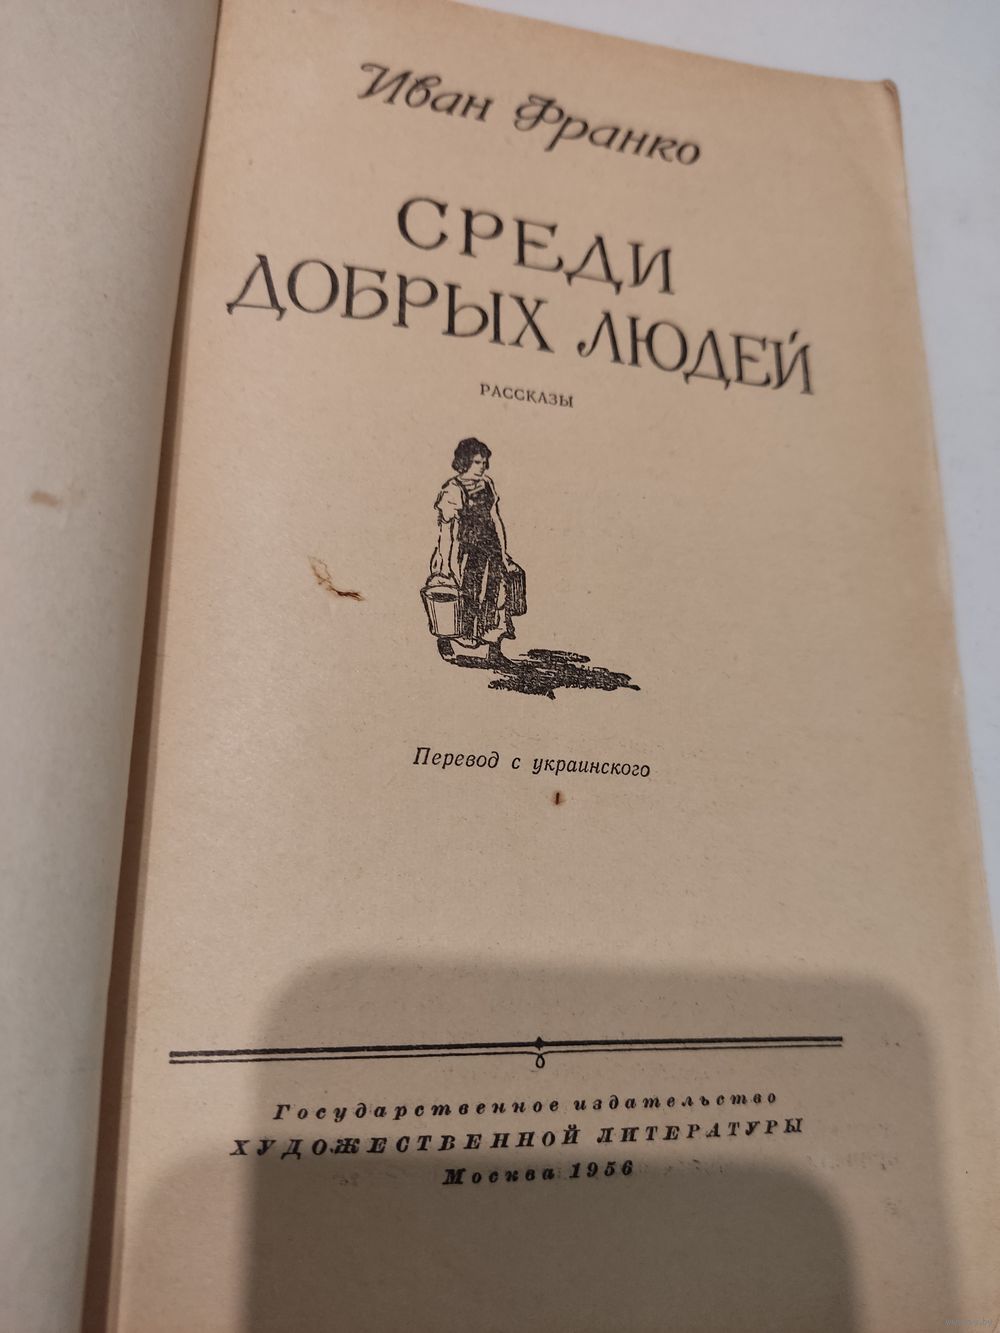 Иван Франко
СРЕДИ
ДОБРЫХ ЛЮДЕЙ
РАССКАЗЫ
Перевод с украинского
Государственное издательство
ХУДОЖЕСТВЕННОЙ ЛИТЕРАТУРЫ
Москва 1956